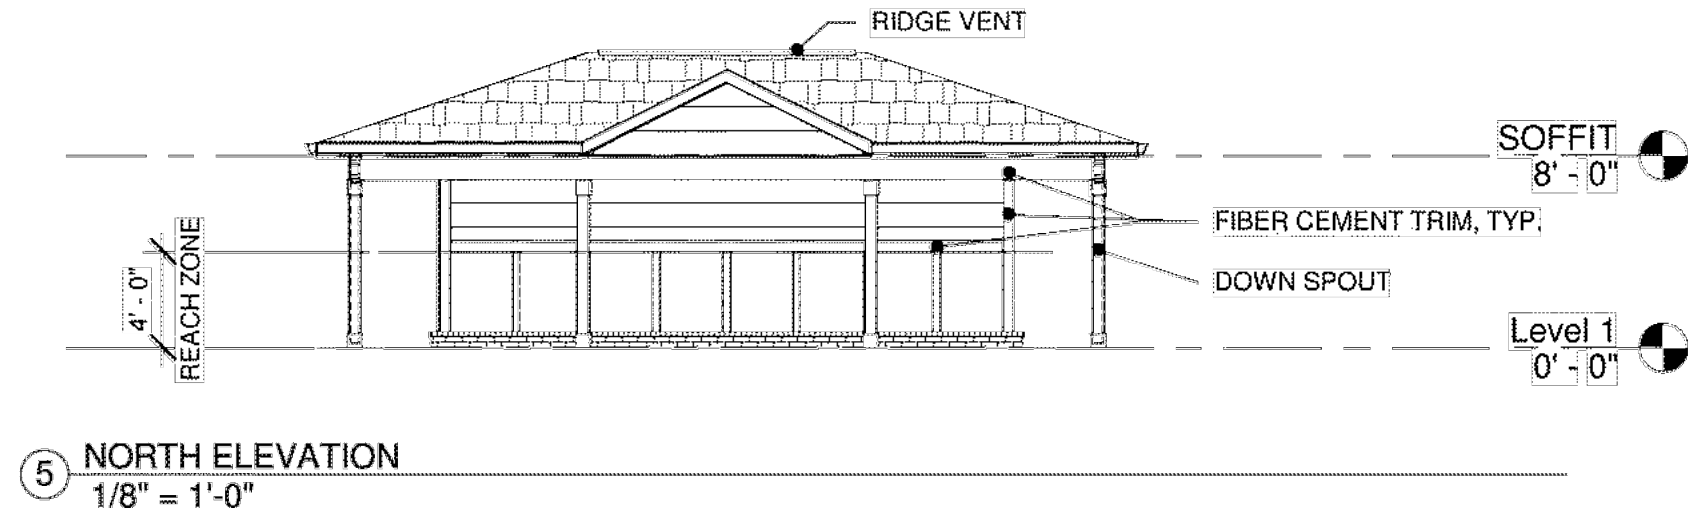 RIDGE VENT
SOFFIT
8' - 0"
FIBER CEMENT TRIM, TYP.
DOWN SPOUT
4' - 0"
REACH ZONE
Level 1
0' - 0"
5
NORTH ELEVATION
1/8" = 1'-0"